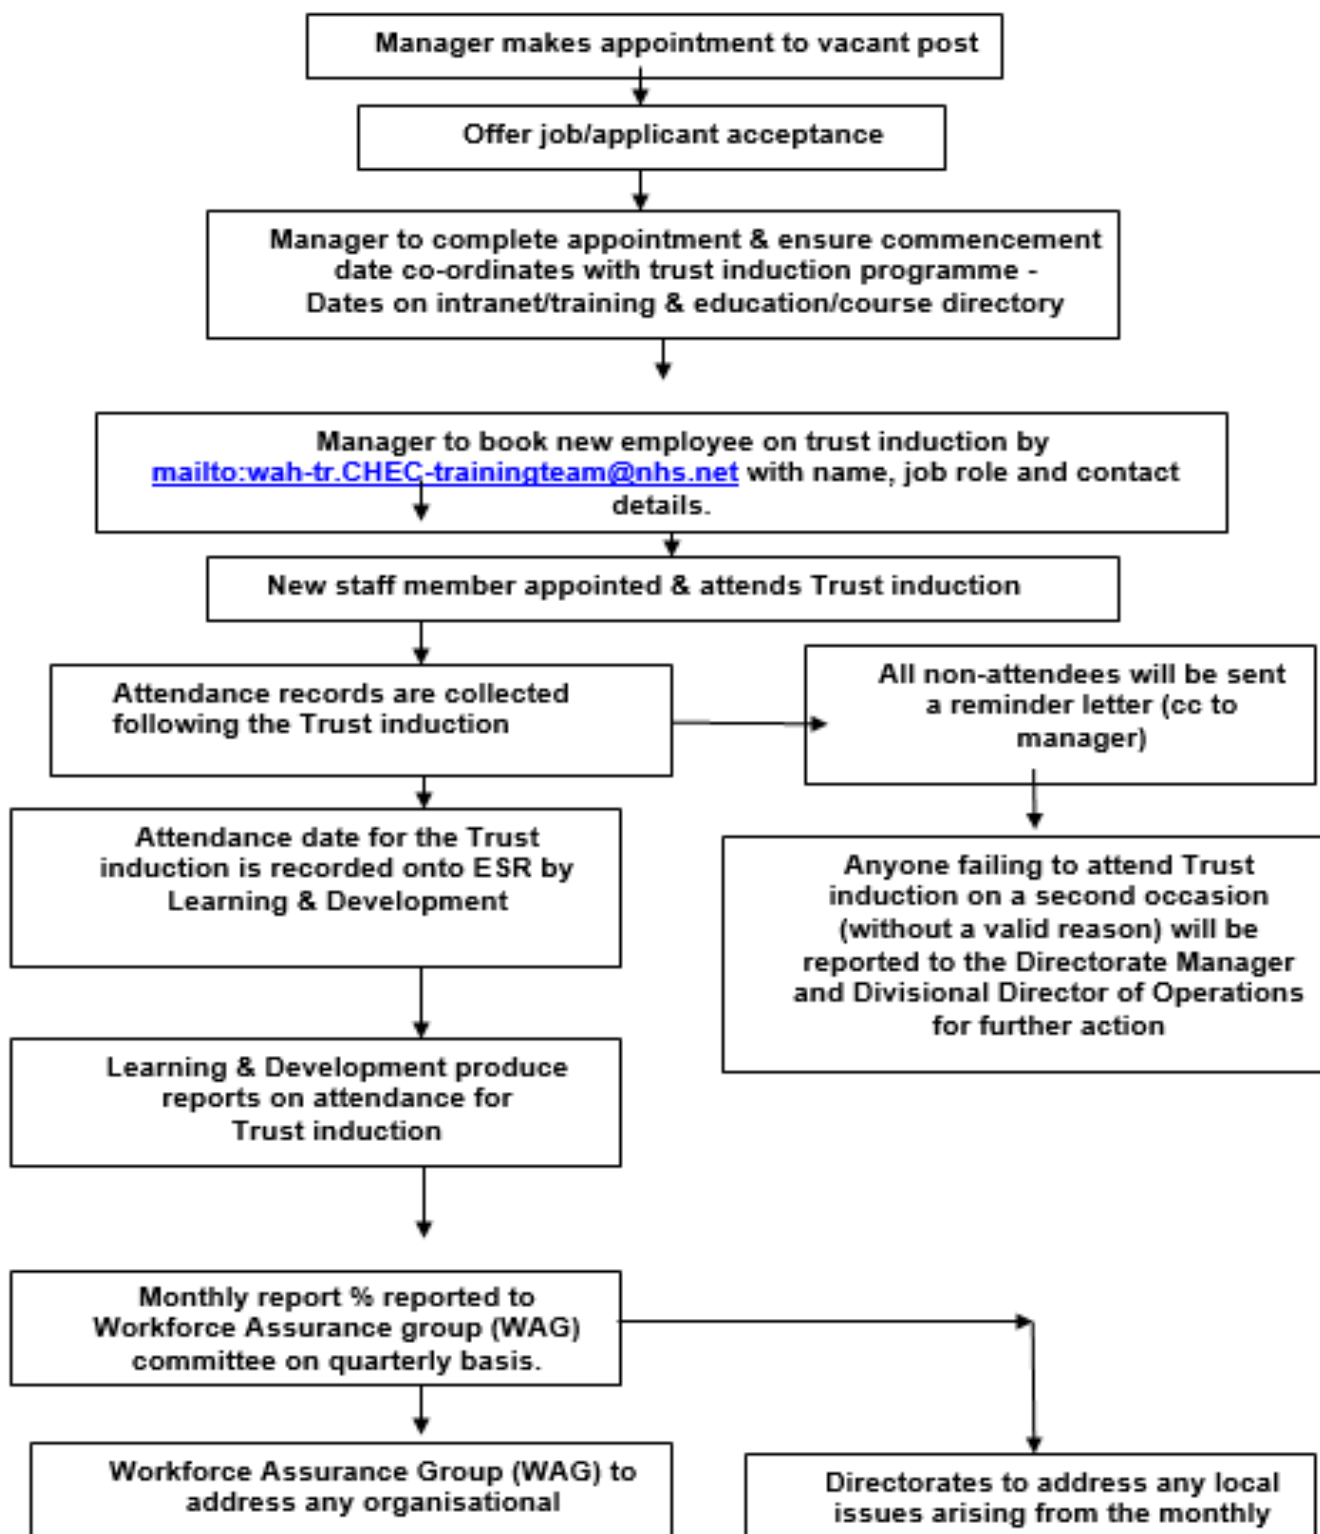 Manager makes appointment to vacant post
Offer job/applicant acceptance
Manager to complete appointment & ensure commencement
date co-ordinates with trust induction programme -
Dates on intranet/training & education/course directory
Manager to book new employee on trust induction by
mailto:wah-tr.CHEC-trainingteam@nhs.net with name, job role and contact
details.
New staff member appointed & attends Trust induction
Attendance records are collected
following the Trust induction
All non-attendees will be sent
a reminder letter (cc to
manager)
Attendance date for the Trust
induction is recorded onto ESR by
Learning & Development
Anyone failing to attend Trust
induction on a second occasion
(without a valid reason) will be
reported to the Directorate Manager
and Divisional Director of Operations
for further action
Learning & Development produce
reports on attendance for
Trust induction
Monthly report % reported to
Workforce Assurance group (WAG)
committee on quarterly basis.
Workforce Assurance Group (WAG) to
address any organisational
Directorates to address any local
issues arising from the monthly